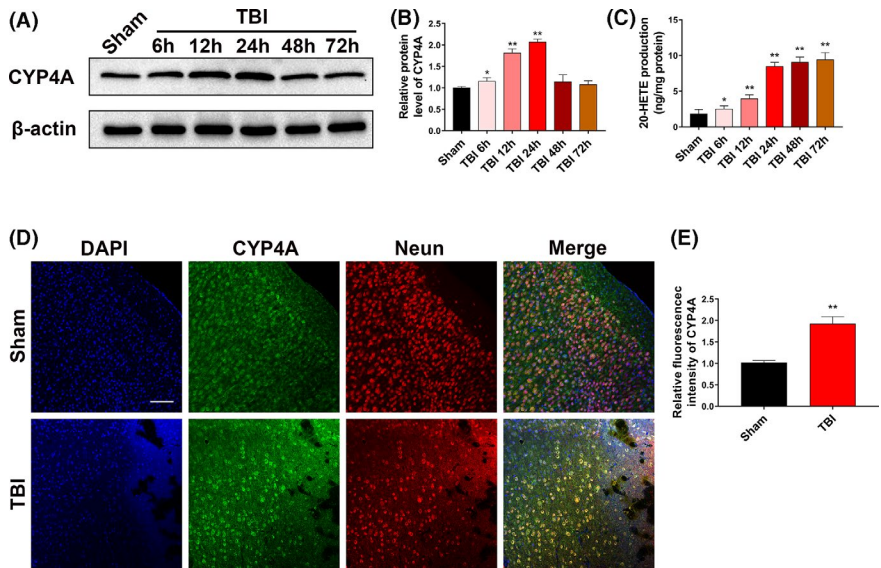 (A)
Sham
TBI
6h 12h 24h 48h 72h
CYP4A
β-actin
(B)
Relative protein
level of CYP4A
2.5
2.0
1.5
1.0
0.5
0.0
*
**
**
Sham
TBI 6h
TBI 12h
TBI 24h
TBI 48h
TBI 72h
(C)
20-HETE production
(ng/mg protein)
15
10
5
0
*
**
**
**
**
Sham
TBI 6h
TBI 12h
TBI 24h
TBI 48h
TBI 72h
(D)
DAPI CYP4A Neun Merge
Sham
TBI
(E)
Relative fluorescencec
intensity of CYP4A
2.5
2.0
1.5
1.0
0.5
0.0
**
Sham
TBI